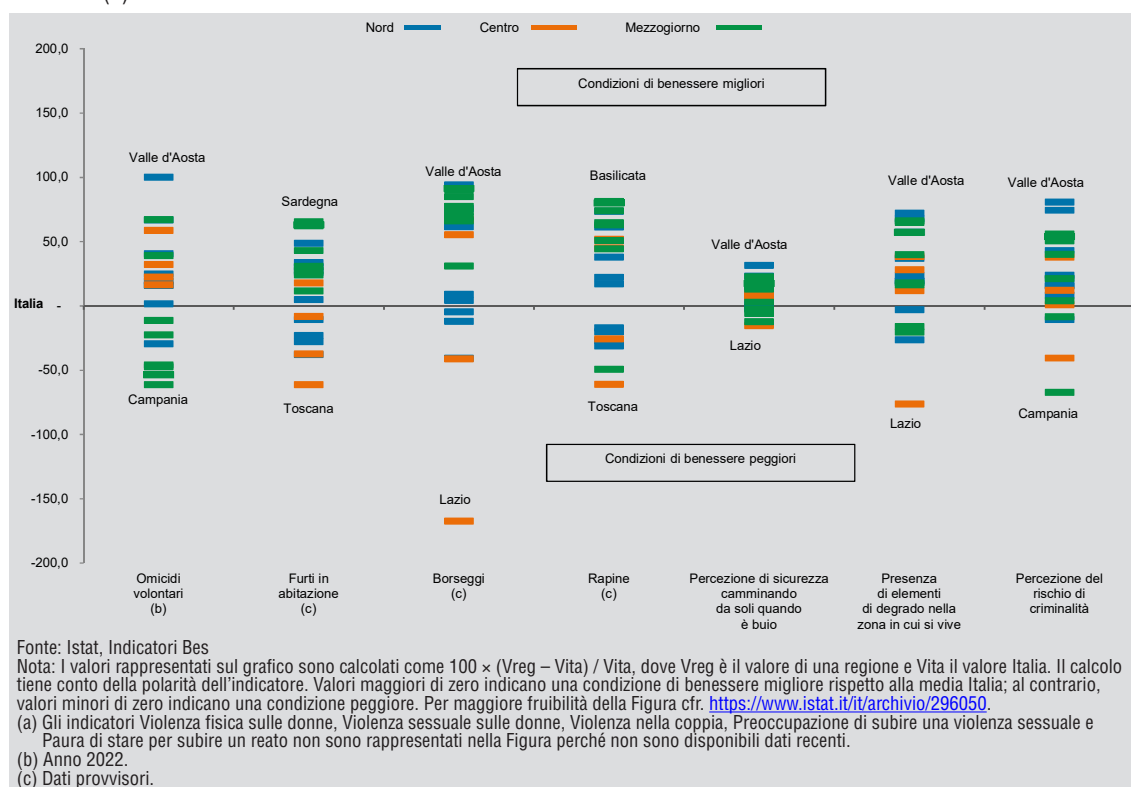 Nord Centro Mezzogiorno
200,0
Condizioni di benessere migliori
150,0
Valle d'Aosta
Valle d'Aosta
Basilicata
Valle d'Aosta
Valle d'Aosta
100,0
Sardegna
Valle d'Aosta
50,0
Italia -
Lazio
-50,0
Campania
Toscana
Toscana
Lazio
Campania
-100,0
Condizioni di benessere peggiori
-150,0
Lazio
-200,0
Omicidi
volontari
(b)
Furti in
abitazione
(c)
Borseggi
(c)
Rapine
(c)
Percezione di sicurezza
camminando
da soli quando
è buio
Presenza
di elementi
di degrado nella
zona in cui si vive
Percezione del
rischio di
criminalità
Fonte: Istat, Indicatori Bes
Nota: I valori rappresentati sul grafico sono calcolati come 100 × (Vreg – Vita) / Vita, dove Vreg è il valore di una regione e Vita il valore Italia. Il calcolo
tiene conto della polarità dell'indicatore. Valori maggiori di zero indicano una condizione di benessere migliore rispetto alla media Italia; al contrario,
valori minori di zero indicano una condizione peggiore. Per maggiore fruibilità della Figura cfr. https://www.istat.it/it/archivio/296050.
(a) Gli indicatori Violenza fisica sulle donne, Violenza sessuale sulle donne, Violenza nella coppia, Preoccupazione di subire una violenza sessuale e
Paura di stare per subire un reato non sono rappresentati nella Figura perché non sono disponibili dati recenti.
(b) Anno 2022.
(c) Dati provvisori.